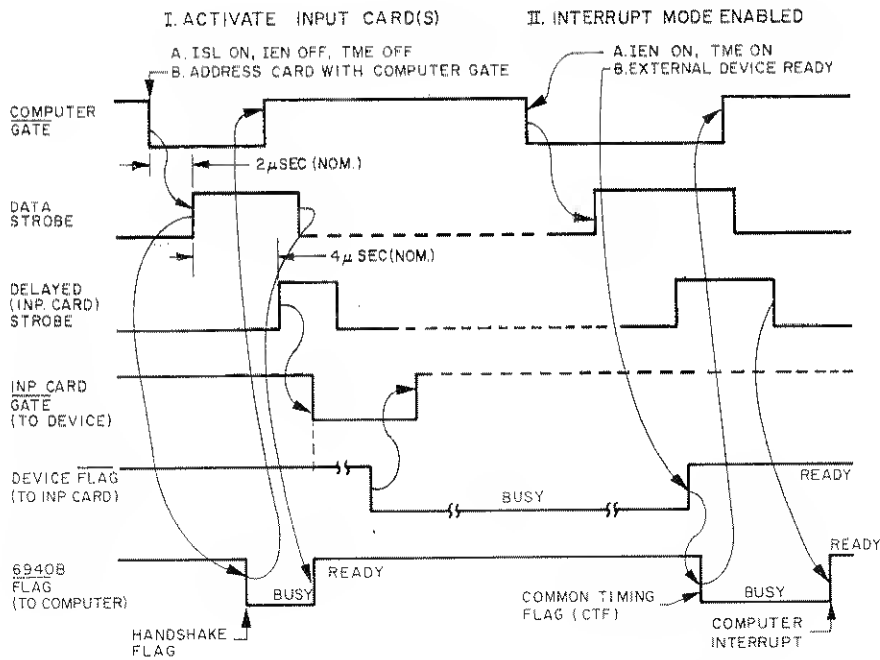 I. ACTIVATE INPUT CARD(S)
II. INTERRUPT MODE ENABLED
A. ISL ON, IEN OFF, TME OFF
B. ADDRESS CARD WITH COMPUTER GATE
A. IEN ON, TME ON
B. EXTERNAL DEVICE READY
COMPUTER
GATE
2µSEC (NOM.)
DATA
STROBE
4µSEC (NOM.)
DELAYED
(INP. CARD)
STROBE
INP CARD
GATE
(TO DEVICE)
DEVICE FLAG
(TO INP CARD)
BUSY
READY
6940B
FLAG
(TO COMPUTER)
BUSY
READY
BUSY
READY
HANDSHAKE
FLAG
COMMON TIMING
FLAG (CTF)
COMPUTER
INTERRUPT